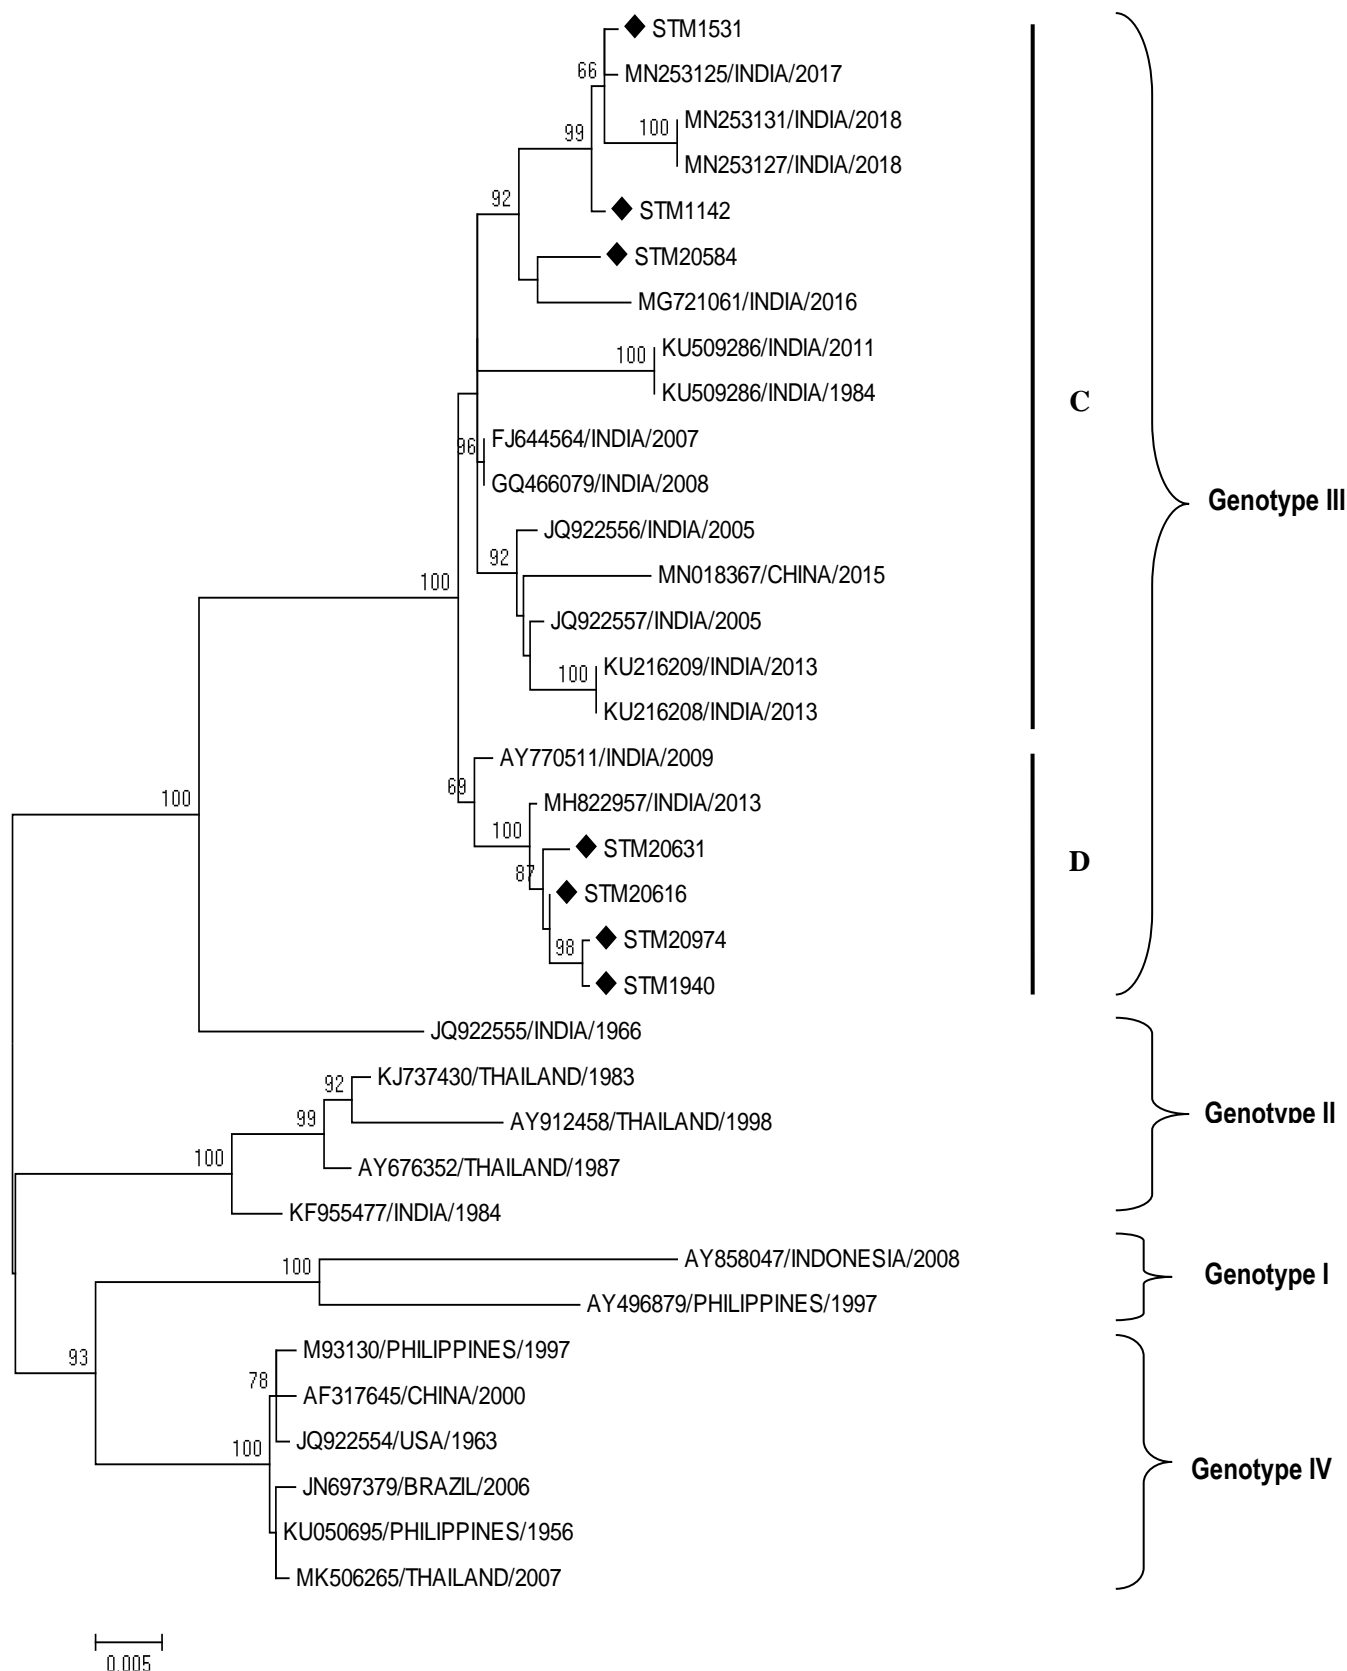 STM1531
66
MN253125/INDIA/2017
100
MN253131/INDIA/2018
99
MN253127/INDIA/2018
92
STM1142
STM20584
MG721061/INDIA/2016
100
KU509286/INDIA/2011
KU509286/INDIA/1984
C
96
FJ644564/INDIA/2007
GQ466079/INDIA/2008
Genotype III
JQ922556/INDIA/2005
92
MN018367/CHINA/2015
100
JQ922557/INDIA/2005
100
KU216209/INDIA/2013
KU216208/INDIA/2013
AY770511/INDIA/2009
69
100
MH822957/INDIA/2013
100
STM20631
D
87
STM20616
98
STM20974
STM1940
JQ922555/INDIA/1966
92
KJ737430/THAILAND/1983
99
AY912458/THAILAND/1998
Genotype II
100
AY676352/THAILAND/1987
KF955477/INDIA/1984
100
AY858047/INDONESIA/2008
Genotype I
AY496879/PHILIPPINES/1997
93
M93130/PHILIPPINES/1997
78
AF317645/CHINA/2000
100
JQ922554/USA/1963
Genotype IV
JN697379/BRAZIL/2006
KU050695/PHILIPPINES/1956
MK506265/THAILAND/2007
0.005